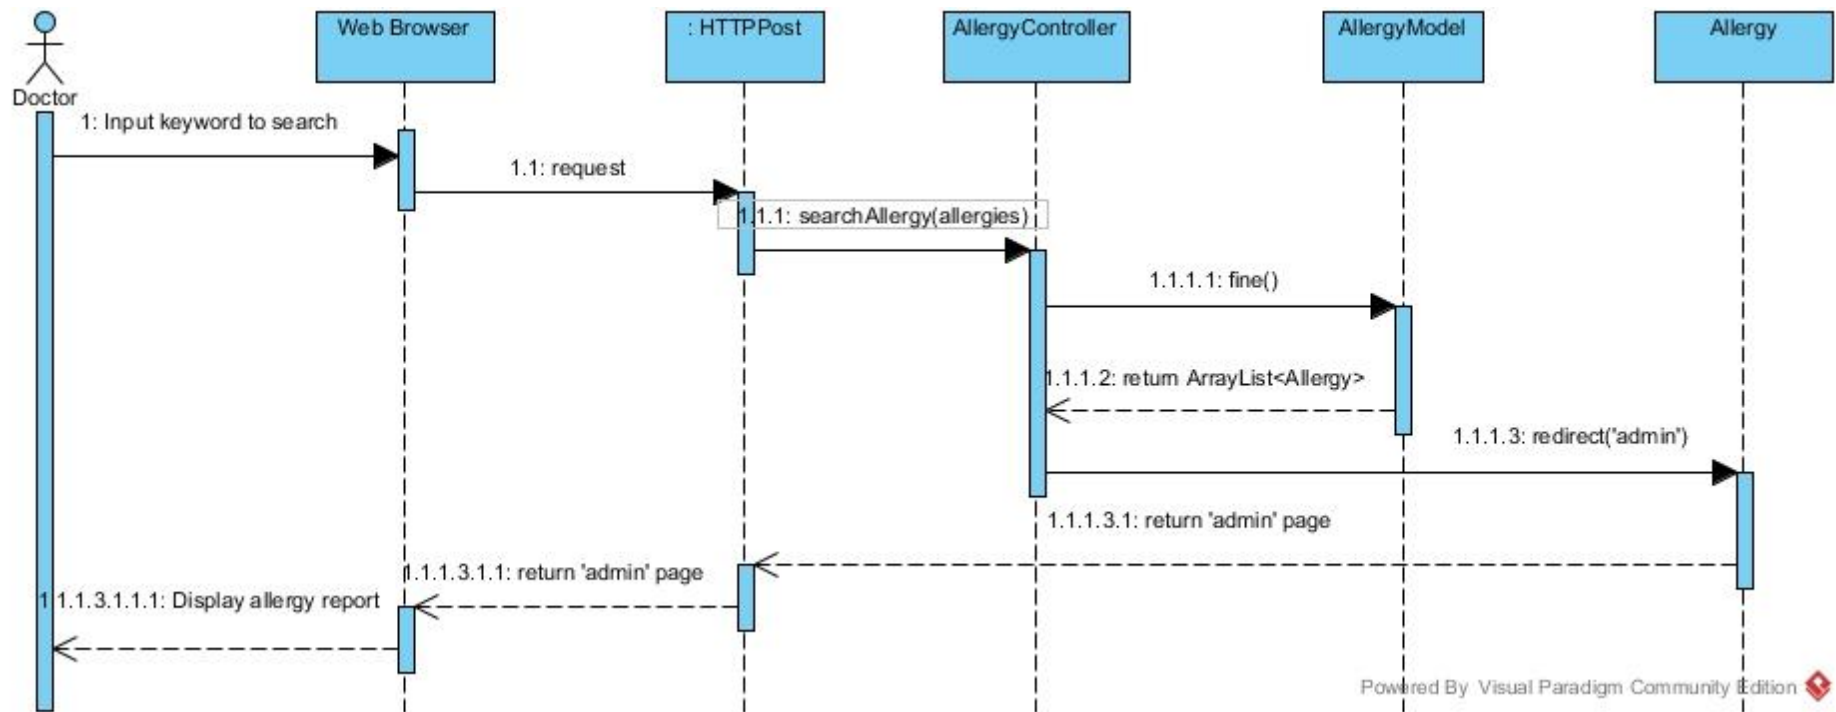 Web Browser
: HTTPPost
AllergyController
AllergyModel
Allergy
Doctor
1: Input keyword to search
1.1: request
1.1.1: searchAllergy(allergies)
1.1.1.1: fine()
1.1.1.2: return ArrayList<Allergy>
1.1.1.3: redirect('admin')
1.1.1.3.1: return 'admin' page
1.1.1.3.1.1: return 'admin' page
1.1.1.3.1.1.1: Display allergy report
Powered By Visual Paradigm Community Edition